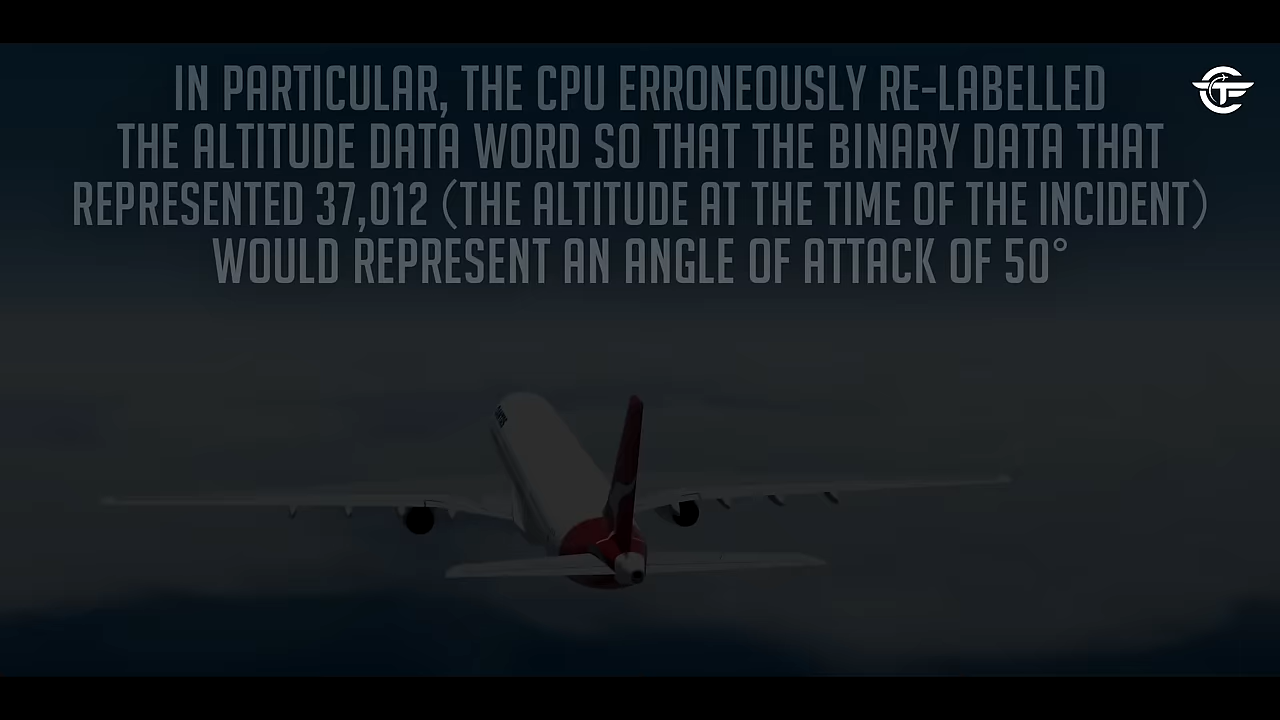 IN PARTICULAR, THE CPU ERRONEOUSLY RE-LABELLED
THE ALTITUDE DATA WORD SO THAT THE BINARY DATA THAT
REPRESENTED 37,012 (THE ALTITUDE AT THE TIME OF THE INCIDENT)
WOULD REPRESENT AN ANGLE OF ATTACK OF 50°